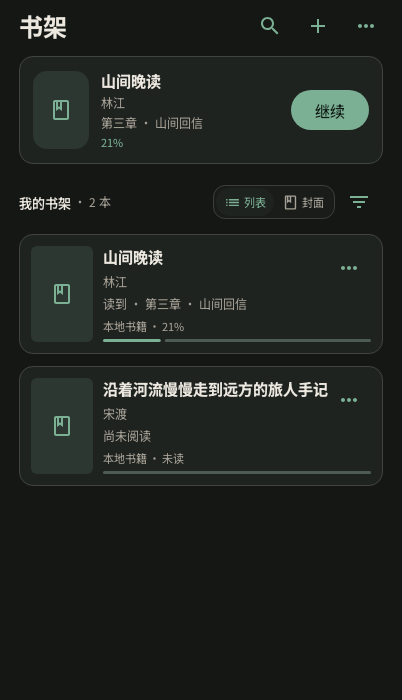 书架
山间晚读
林江
第三章 · 山间回信
21%
继续
我的书架 · 2 本
列表
封面
山间晚读
林江
读到 · 第三章 · 山间回信
本地书籍 · 21%
沿着河流慢慢走到远方的旅人手记
宋渡
尚未阅读
本地书籍 · 未读